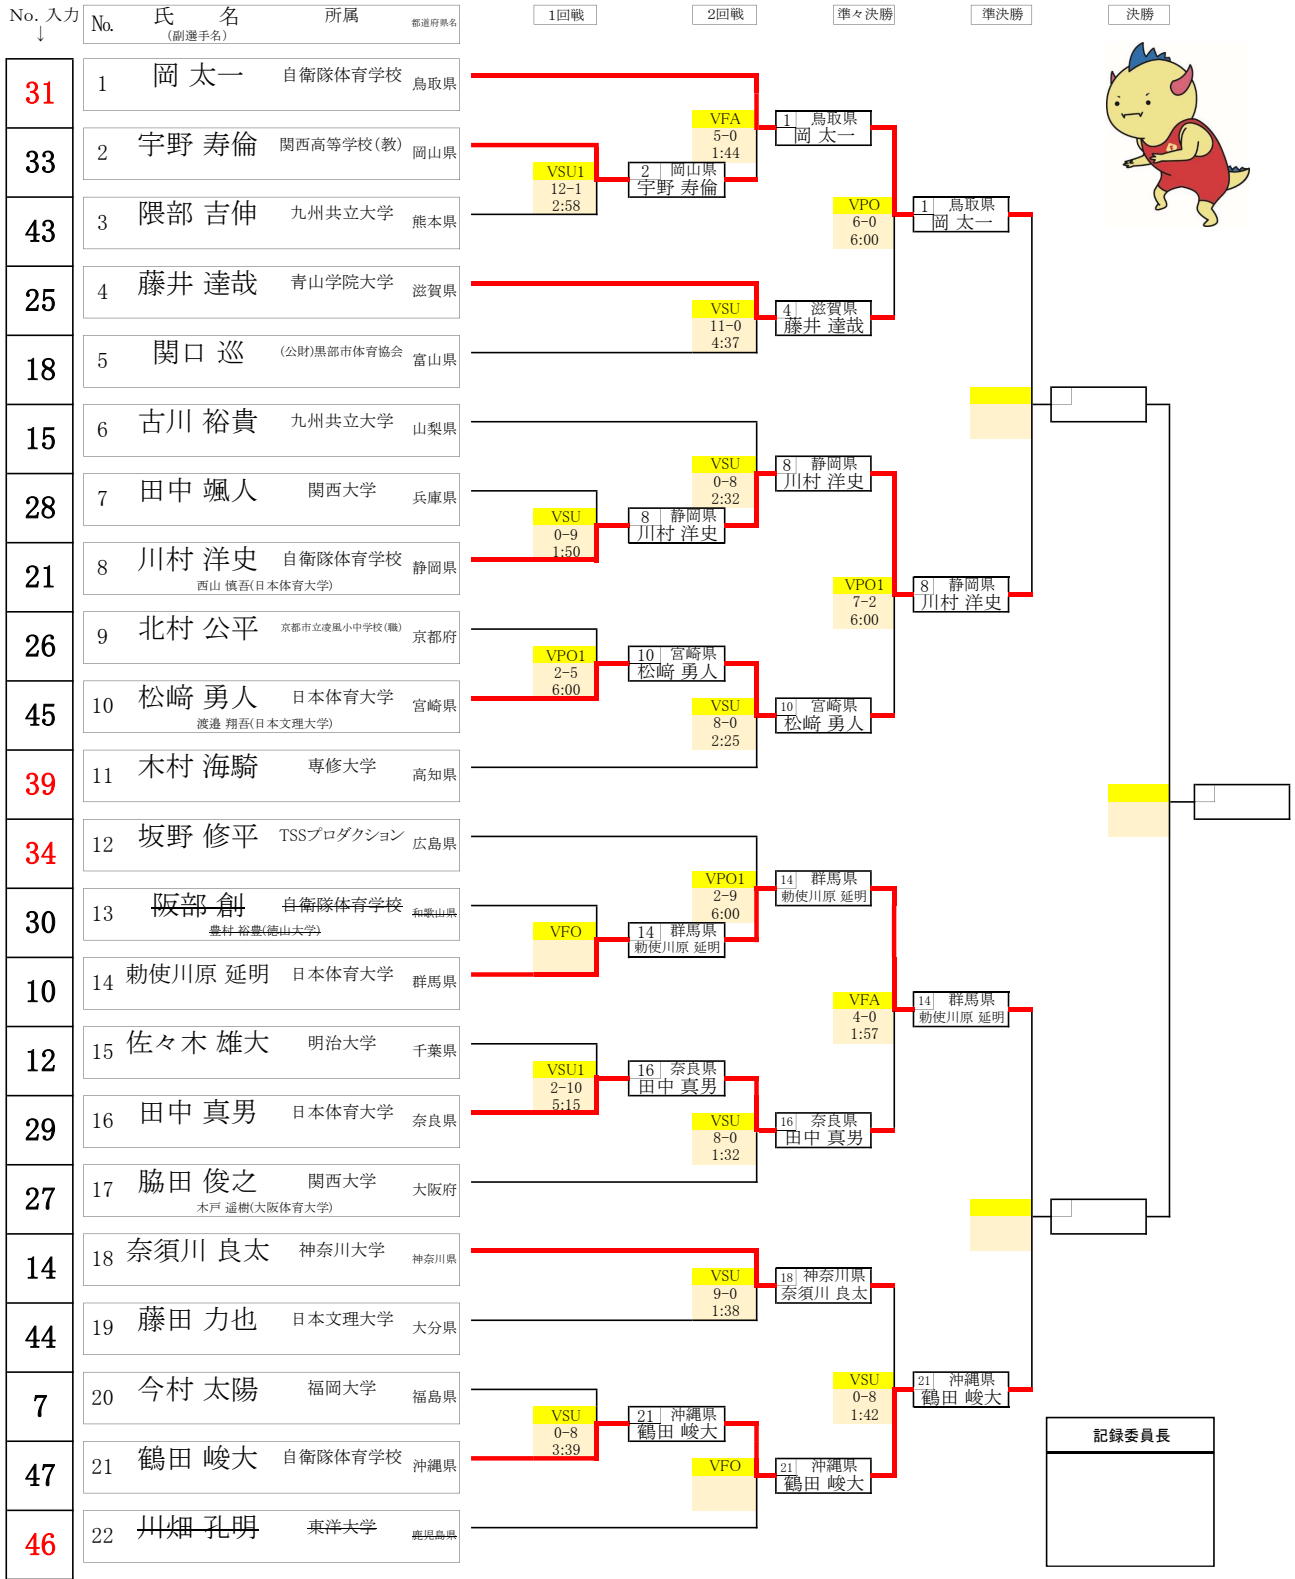 No. 入力
↓
No. 氏 名 所属 都道府県名
(副選手名)
1回戦 2回戦 準々決勝 準決勝 決勝
31 1 岡 太一 自衛隊体育学校 鳥取県
33 2 宇野 寿倫 関西高等学校(教) 岡山県
43 3 隈部 吉伸 九州共立大学 熊本県
25 4 藤井 達哉 青山学院大学 滋賀県
18 5 関口 巡 (公財)黒部市体育協会 富山県
15 6 古川 裕貴 九州共立大学 山梨県
28 7 田中 颯人 関西大学 兵庫県
21 8 川村 洋史 自衛隊体育学校 静岡県
西山 慎吾(日本体育大学)
26 9 北村 公平 京都市立凌風小中学校(職) 京都府
45 10 松﨑 勇人 日本体育大学 宮崎県
渡邉 翔吾(日本文理大学)
39 11 木村 海騎 専修大学 高知県
34 12 坂野 修平 TSSプロダクション 広島県
30 13 阪部 創 自衛隊体育学校 和歌山県
豊村 裕豊(徳山大学)
10 14 勅使川原 延明 日本体育大学 群馬県
12 15 佐々木 雄大 明治大学 千葉県
29 16 田中 真男 日本体育大学 奈良県
27 17 脇田 俊之 関西大学 大阪府
木戸 遥樹(大阪体育大学)
14 18 奈須川 良太 神奈川大学 神奈川県
44 19 藤田 力也 日本文理大学 大分県
7 20 今村 太陽 福岡大学 福島県
47 21 鶴田 峻大 自衛隊体育学校 沖縄県
46 22 川畑 孔明 東洋大学 鹿児島県
VSU1
12-1
2:58
VSU
0-9
1:50
VPO1
2-5
6:00
VFO
VSU1
2-10
5:15
VSU
0-8
3:39
2 岡山県
宇野 寿倫
8 静岡県
川村 洋史
10 宮崎県
松﨑 勇人
14 群馬県
勅使川原 延明
16 奈良県
田中 真男
21 沖縄県
鶴田 峻大
VFA
5-0
1:44
VSU
11-0
4:37
VSU
0-8
2:32
VSU
8-0
2:25
VPO1
2-9
6:00
VSU
8-0
1:32
VSU
9-0
1:38
VFO
1 鳥取県
岡 太一
4 滋賀県
藤井 達哉
8 静岡県
川村 洋史
10 宮崎県
松﨑 勇人
14 群馬県
勅使川原 延明
16 奈良県
田中 真男
18 神奈川県
奈須川 良太
21 沖縄県
鶴田 峻大
VPO
6-0
6:00
VPO1
7-2
6:00
VFA
4-0
1:57
VSU
0-8
1:42
1 鳥取県
岡 太一
8 静岡県
川村 洋史
14 群馬県
勅使川原 延明
21 沖縄県
鶴田 峻大
記録委員長